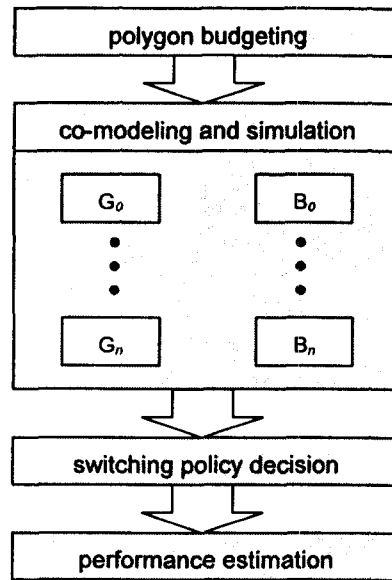 polygon budgeting
co-modeling and simulation
G0 B0
Gn Bn
switching policy decision
performance estimation